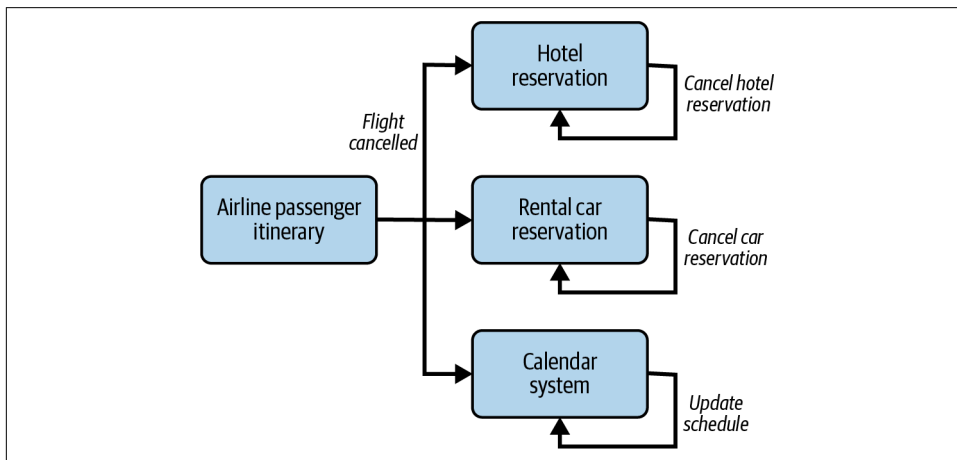 Hotel
reservation
Cancel hotel
reservation
Flight
cancelled
Airline passenger
itinerary
Rental car
reservation
Cancel car
reservation
Calendar
system
Update
schedule